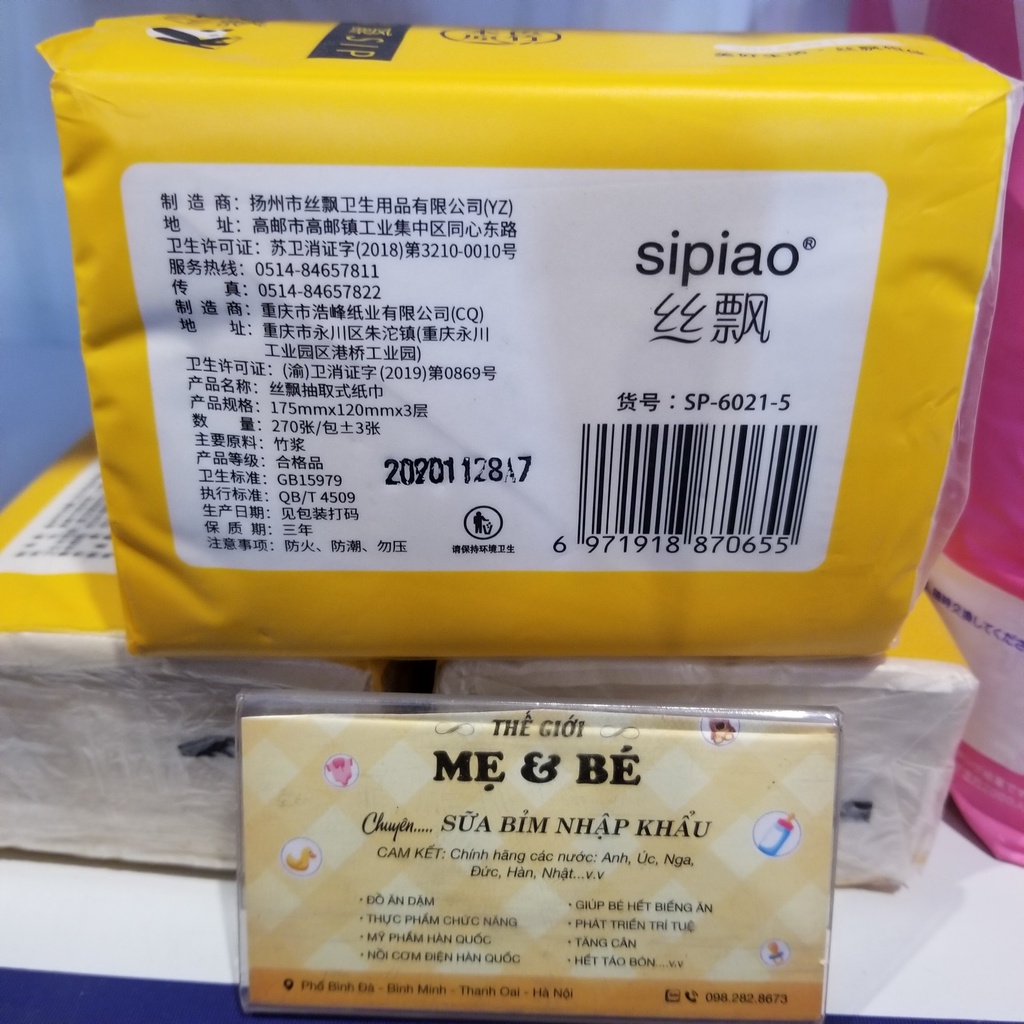 SIP
制 造 商：扬州市丝飘卫生用品有限公司(YZ)
地 址：高邮市高邮镇工业集中区同心东路
卫生许可证：苏卫消证字(2018)第3210-0010号
服务热线：0514-84657811
传 真：0514-84657822
制 造 商：重庆市浩峰纸业有限公司(CQ)
地 址：重庆市永川区朱沱镇(重庆永川
工业园区港桥工业园)
卫生许可证：(渝)卫消证字(2019)第0869号
产品名称：丝飘抽取式纸巾
产品规格：175mmx120mmx3层
数 量：270张/包±3张
主要原料：竹浆
产品等级：合格品
卫生标准：GB15979
执行标准：QB/T 4509
生产日期：见包装打码
保 质 期：三年
注意事项：防火、防潮、勿压
20201128A7
请保持环境卫生
sipiao®
丝飘
货号：SP-6021-5
6 971918 870655
THẾ GIỚI
MẸ & BÉ
Chuyên..... SỮA BỈM NHẬP KHẨU
CAM KẾT: Chính hãng các nước: Anh, Úc, Nga,
Đức, Hàn, Nhật...v.v
· ĐỒ ĂN DẶM
· THỰC PHẨM CHỨC NĂNG
· MỸ PHẨM HÀN QUỐC
· NỒI CƠM ĐIỆN HÀN QUỐC
· GIÚP BÉ HẾT BIẾNG ĂN
· PHÁT TRIỂN TRÍ TUỆ
· TĂNG CÂN
· HẾT TÁO BÓN....v.v
Phố Bình Đà - Bình Minh - Thanh Oai - Hà Nội
098.282.8673